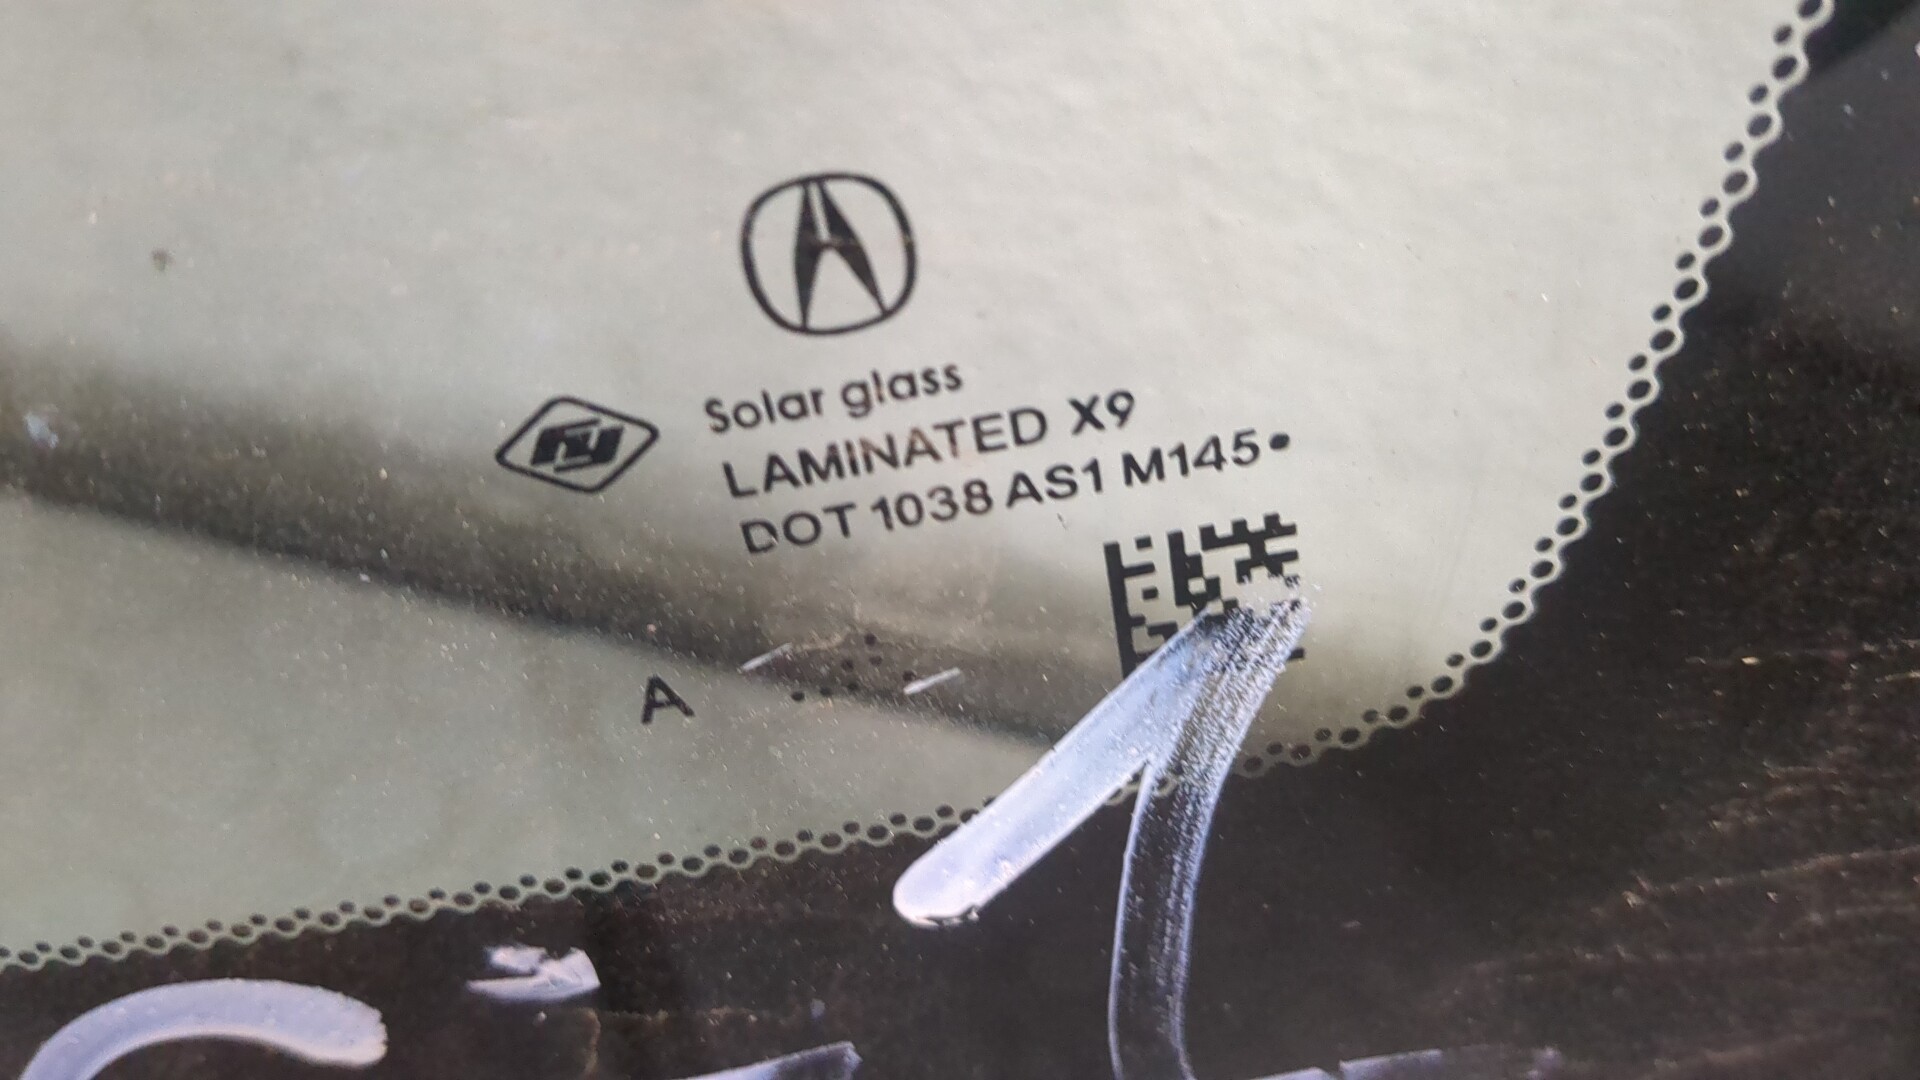 Solar glass
LAMINATED X9
DOT 1038 AS1 M145•
A